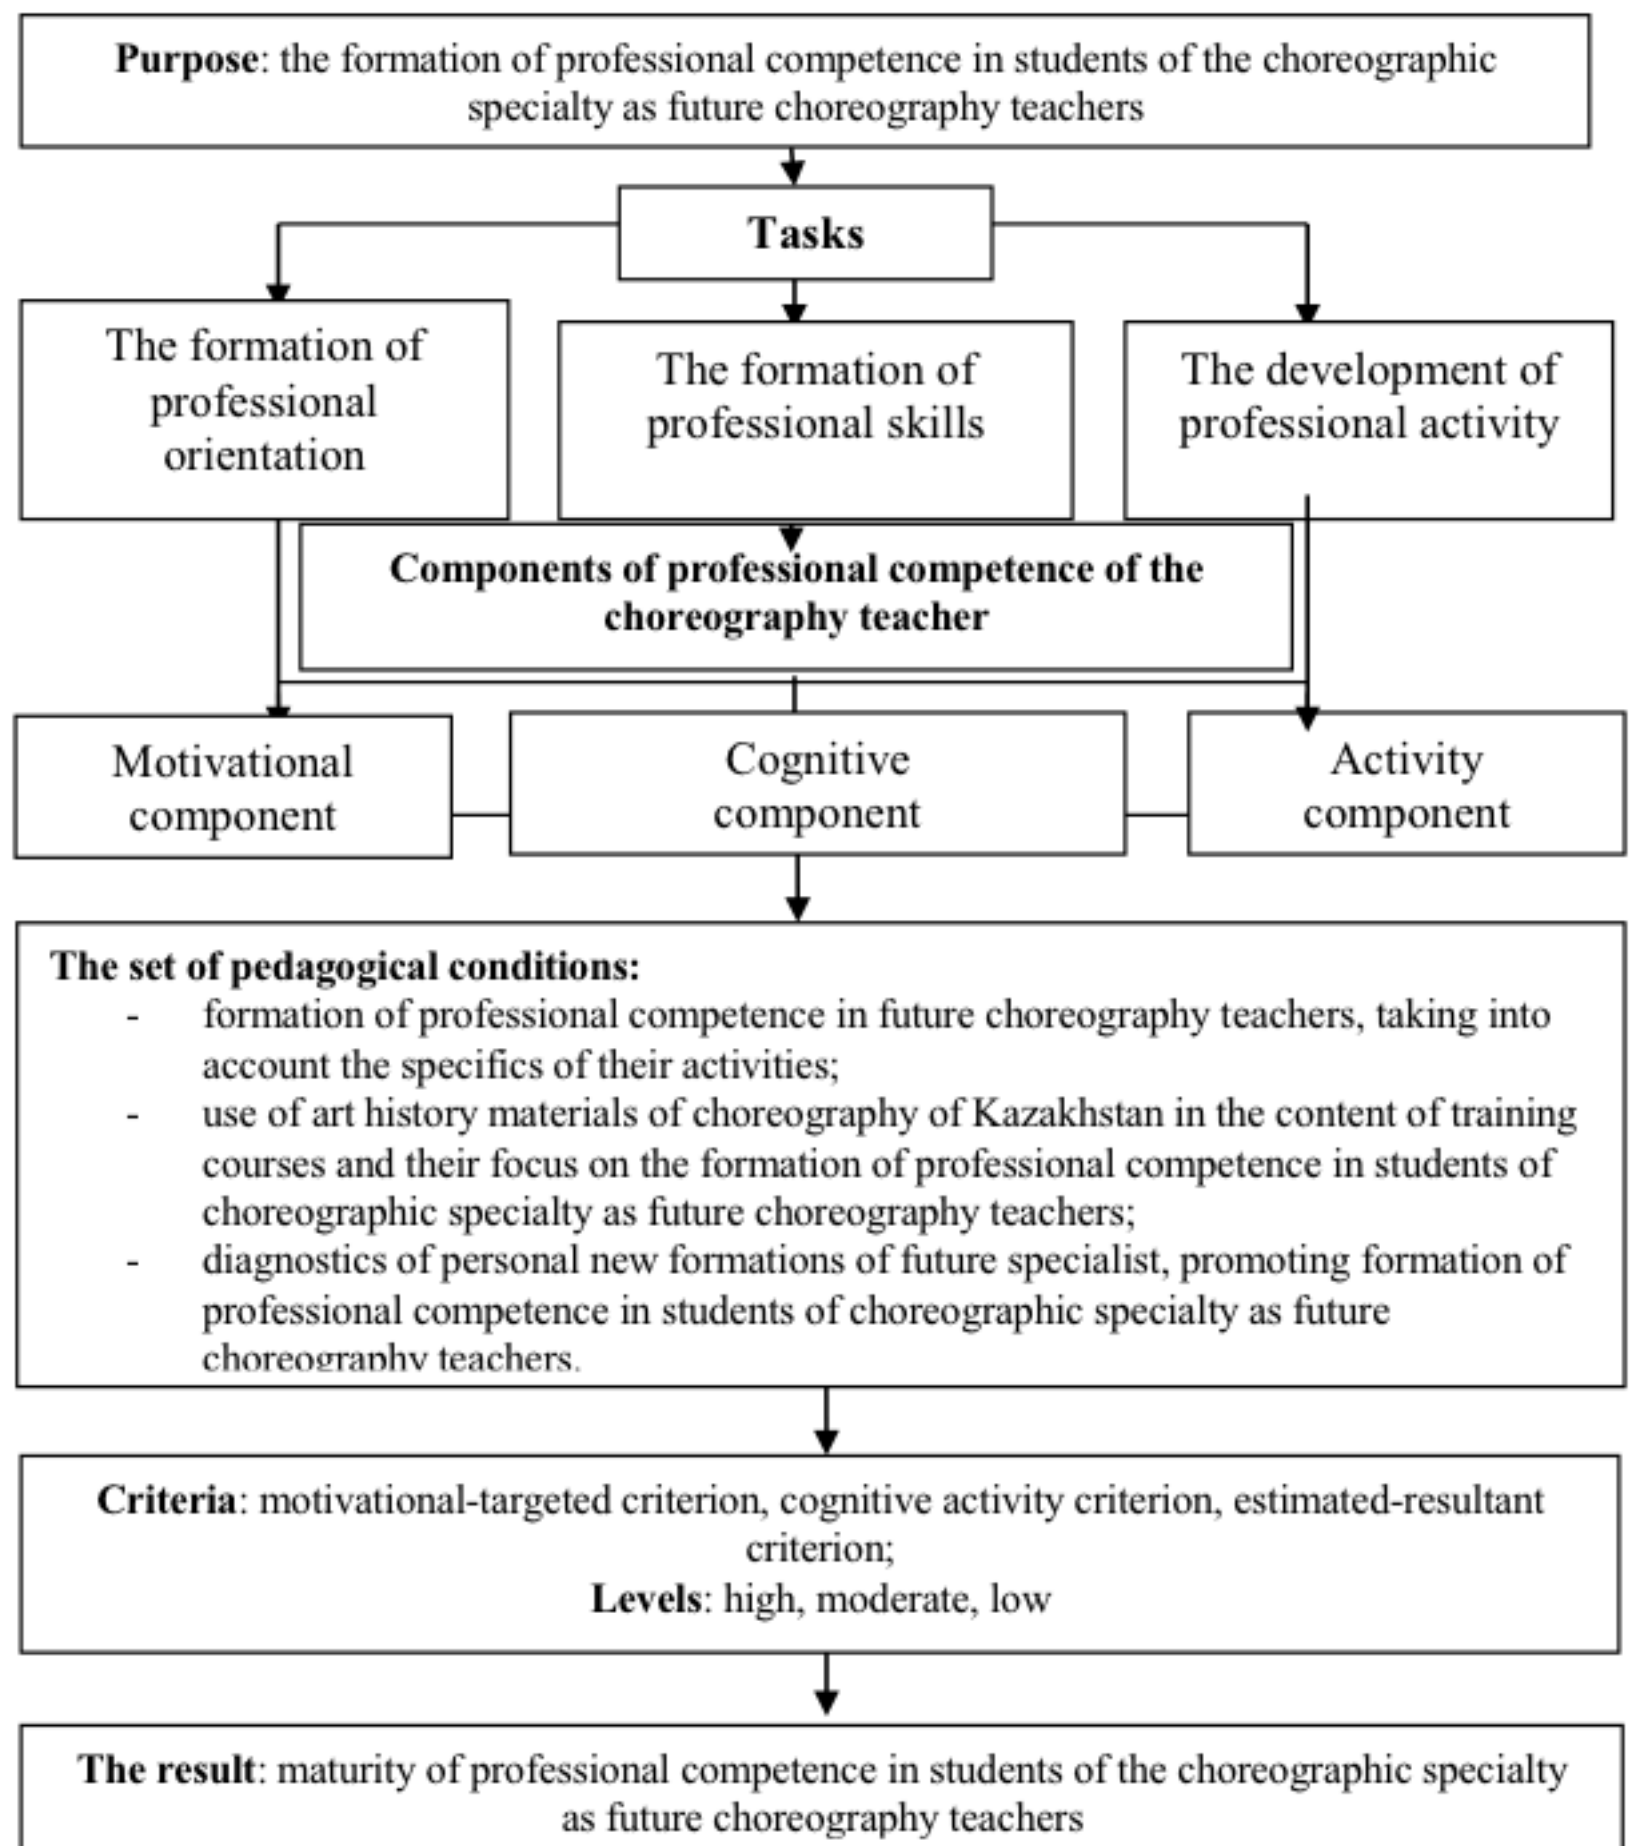 Purpose: the formation of professional competence in students of the choreographic
specialty as future choreography teachers
Tasks
The formation of
professional
orientation
The formation of
professional skills
The development of
professional activity
Components of professional competence of the
choreography teacher
Motivational
component
Cognitive
component
Activity
component
The set of pedagogical conditions:
- formation of professional competence in future choreography teachers, taking into
account the specifics of their activities;
- use of art history materials of choreography of Kazakhstan in the content of training
courses and their focus on the formation of professional competence in students of
choreographic specialty as future choreography teachers;
- diagnostics of personal new formations of future specialist, promoting formation of
professional competence in students of choreographic specialty as future
choreography teachers.
Criteria: motivational-targeted criterion, cognitive activity criterion, estimated-resultant
criterion;
Levels: high, moderate, low
The result: maturity of professional competence in students of the choreographic specialty
as future choreography teachers